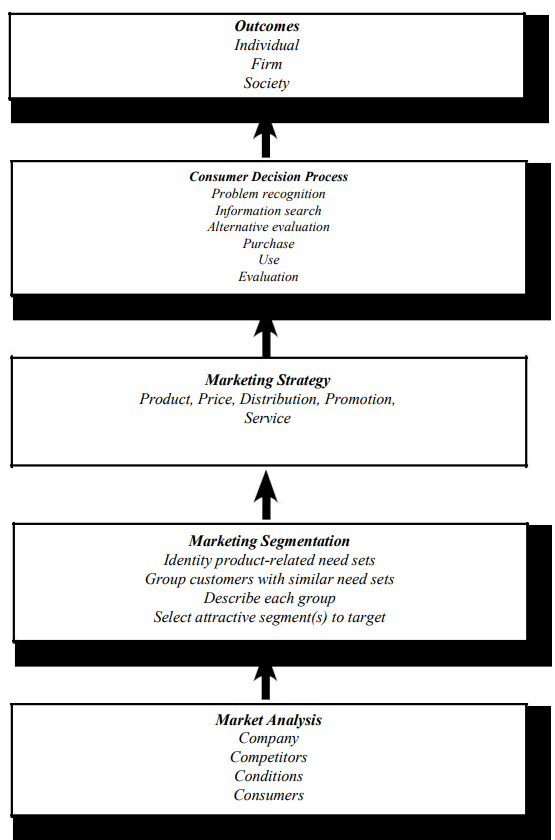 Outcomes
Individual
Firm
Society
Consumer Decision Process
Problem recognition
Information search
Alternative evaluation
Purchase
Use
Evaluation
Marketing Strategy
Product, Price, Distribution, Promotion,
Service
Marketing Segmentation
Identity product-related need sets
Group customers with similar need sets
Describe each group
Select attractive segment(s) to target
Market Analysis
Company
Competitors
Conditions
Consumers